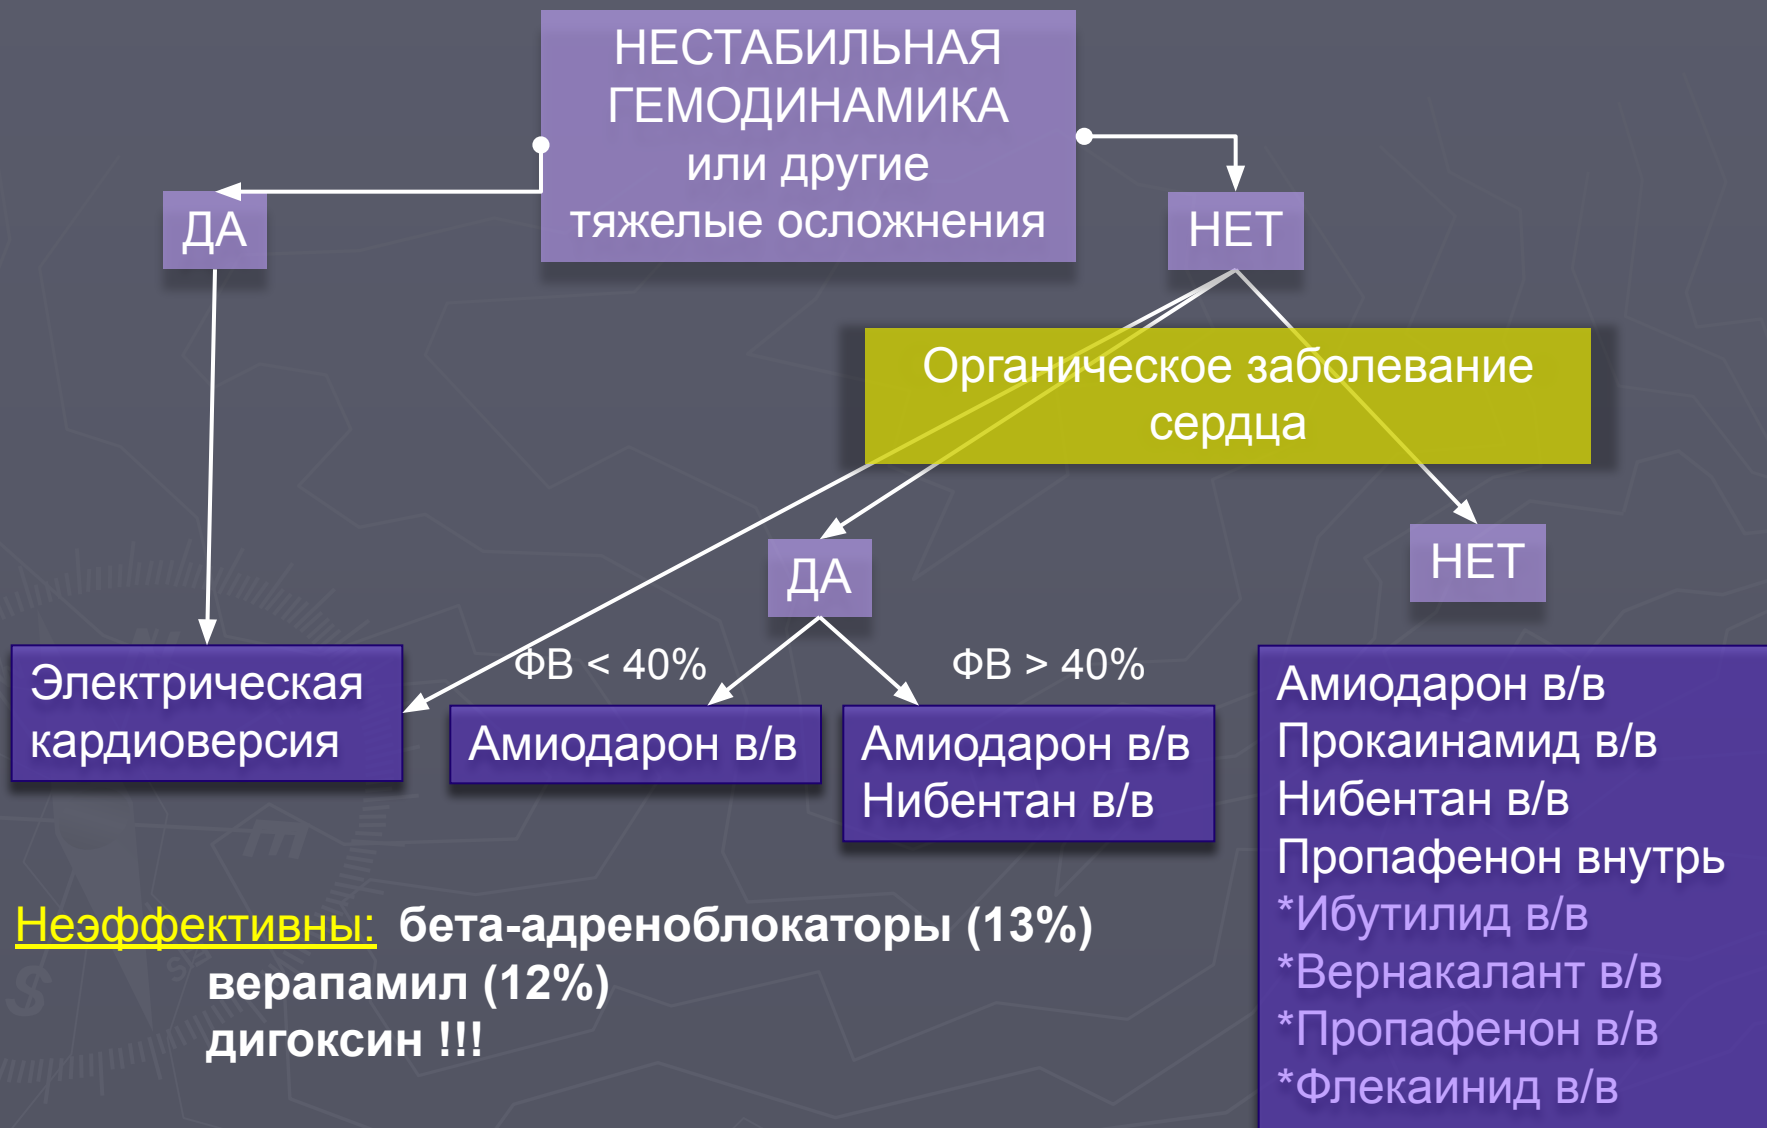 НЕСТАБИЛЬНАЯ
ГЕМОДИНАМИКА
или другие
тяжелые осложнения
ДА
НЕТ
Органическое заболевание
сердца
ДА
НЕТ
ФВ < 40%
ФВ > 40%
Электрическая
кардиоверсия
Амиодарон в/в
Амиодарон в/в
Нибентан в/в
Амиодарон в/в
Прокаинамид в/в
Нибентан в/в
Пропафенон внутрь
*Ибутилид в/в
*Вернакалант в/в
*Пропафенон в/в
*Флекаинид в/в
Неэффективны: бета-адреноблокаторы (13%)
верапамил (12%)
дигоксин !!!
N
E
S